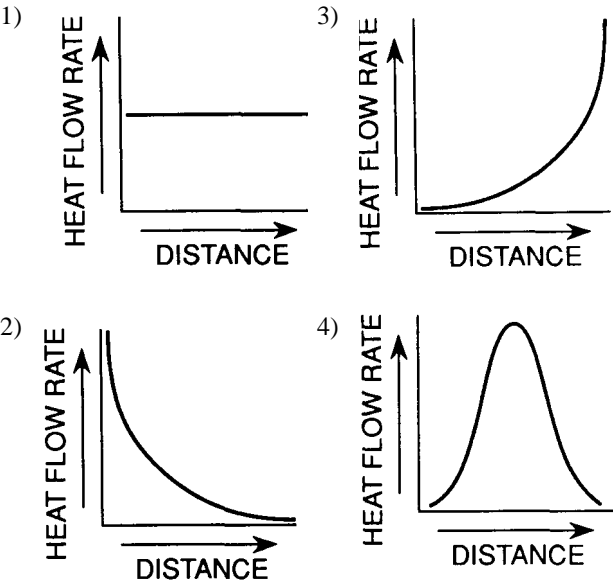 1)
HEAT FLOW RATE
DISTANCE
2)
HEAT FLOW RATE
DISTANCE
3)
HEAT FLOW RATE
DISTANCE
4)
HEAT FLOW RATE
DISTANCE